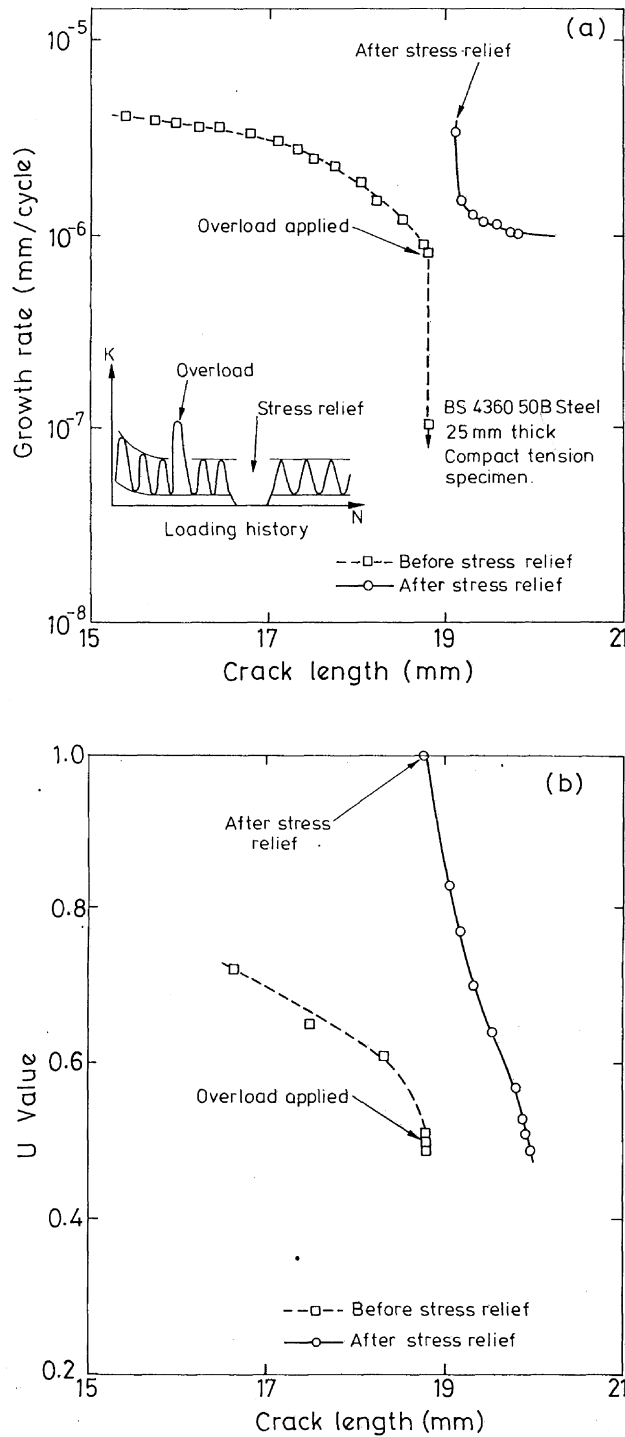 (a)
10⁻⁵
After stress relief
Growth rate (mm/cycle)
10⁻⁶
Overload applied
K
Overload
Stress relief
N
Loading history
10⁻⁷
BS 4360 50B Steel
25 mm thick
Compact tension
specimen.
--□-- Before stress relief
—○— After stress relief
10⁻⁸
15
17
19
21
Crack length (mm)
(b)
1.0
After stress
relief
0.8
U Value
0.6
Overload applied
0.4
--□-- Before stress relief
—○— After stress relief
0.2
15
17
19
21
Crack length (mm)